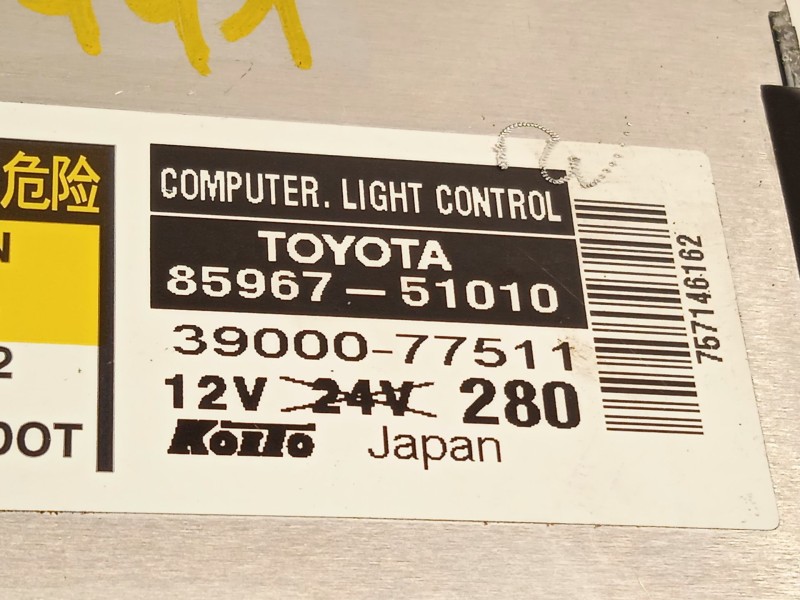 危险
N
2
OOT
COMPUTER. LIGHT CONTROL
TOYOTA
85967-51010
39000-77511
12V 24V 280
KOITO Japan
757146162